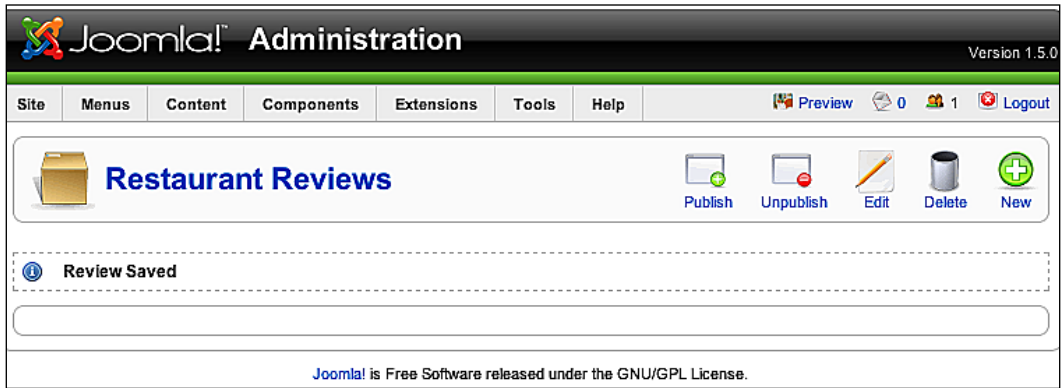 Joomla!™ Administration
Version 1.5.0
Site Menus Content Components Extensions Tools Help Preview 0 1 Logout
Restaurant Reviews Publish Unpublish Edit Delete New
Review Saved
Joomla! is Free Software released under the GNU/GPL License.